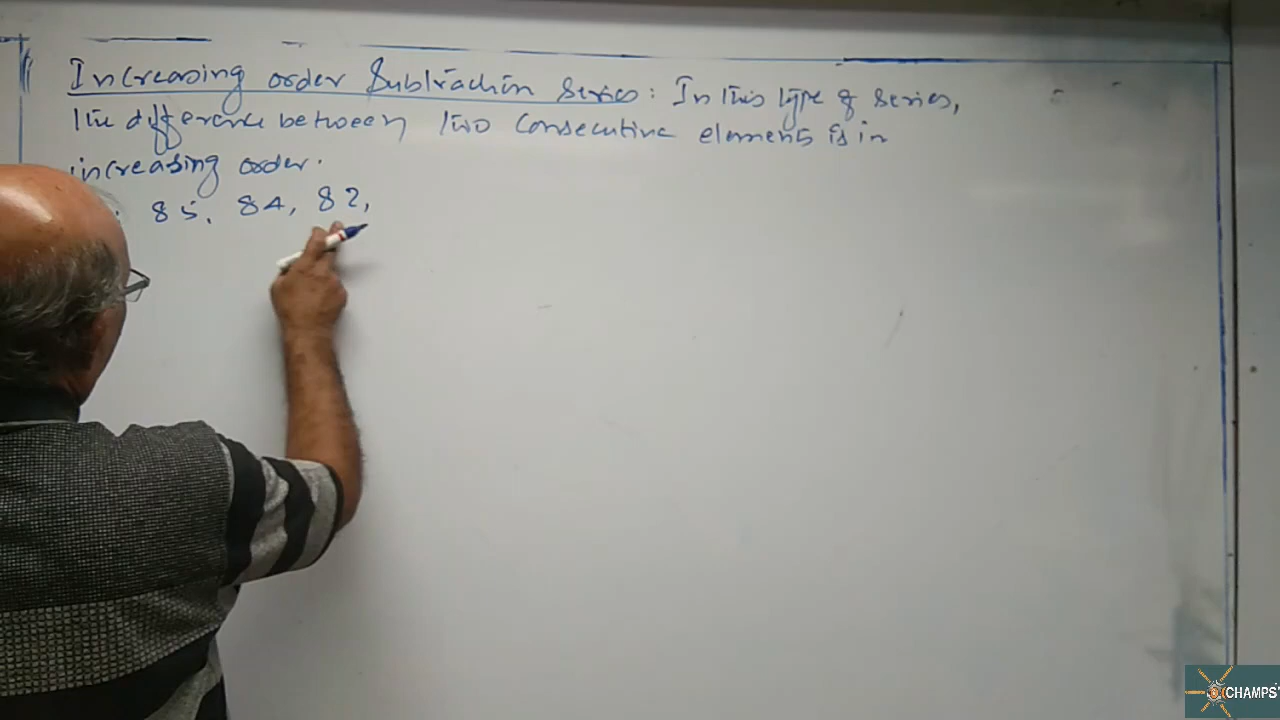 Increasing order Subtraction Series: In this type of series,
the difference between two consecutive elements is in
increasing order.
85, 84, 82,
CHAMPS